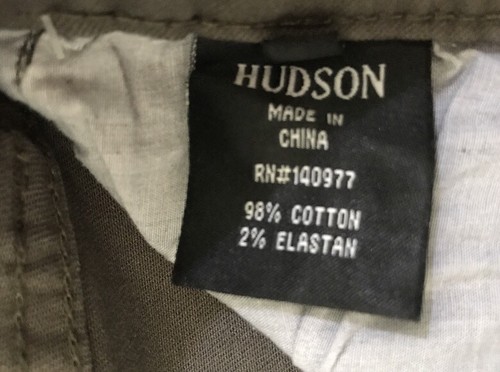 HUDSON
MADE IN
CHINA
RN#140977
98% COTTON
2% ELASTAN